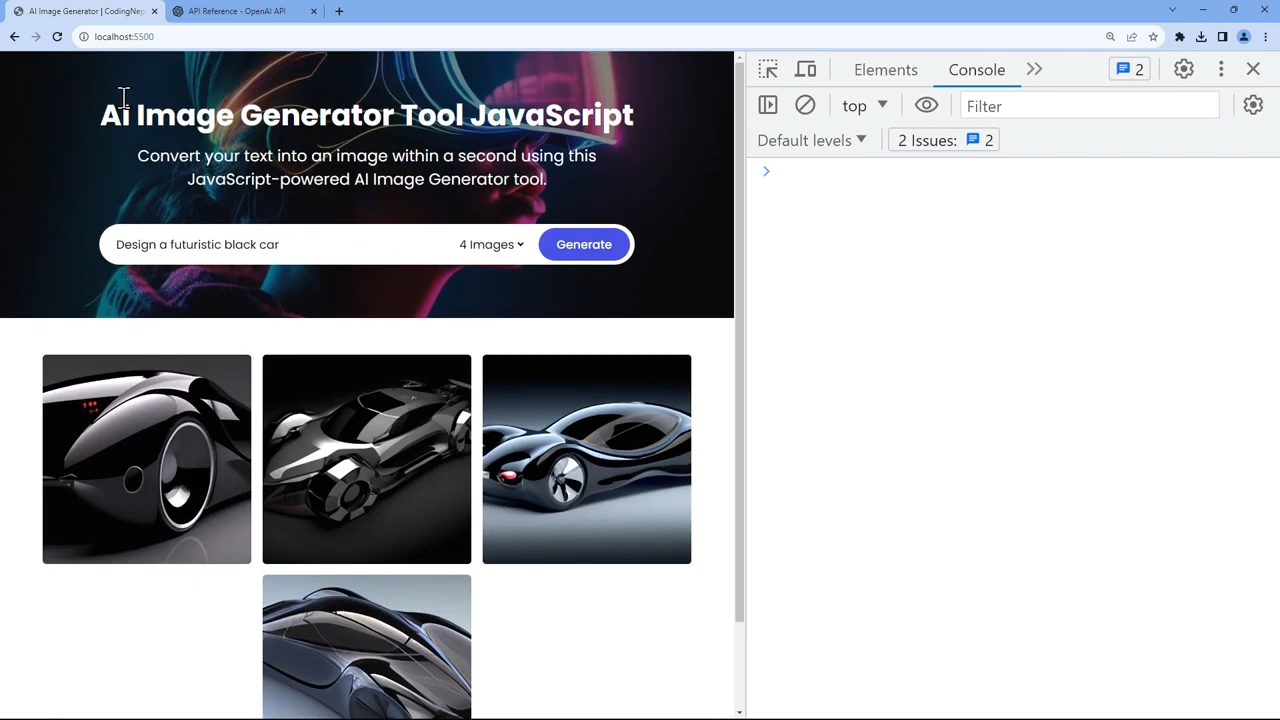 AI Image Generator | CodingNep
API Reference - OpenAI API
localhost:5500
Elements
Console
2
top
Filter
Default levels
2 Issues:
2
Ai Image Generator Tool JavaScript
Convert your text into an image within a second using this
JavaScript-powered AI Image Generator tool.
Design a futuristic black car
4 Images
Generate